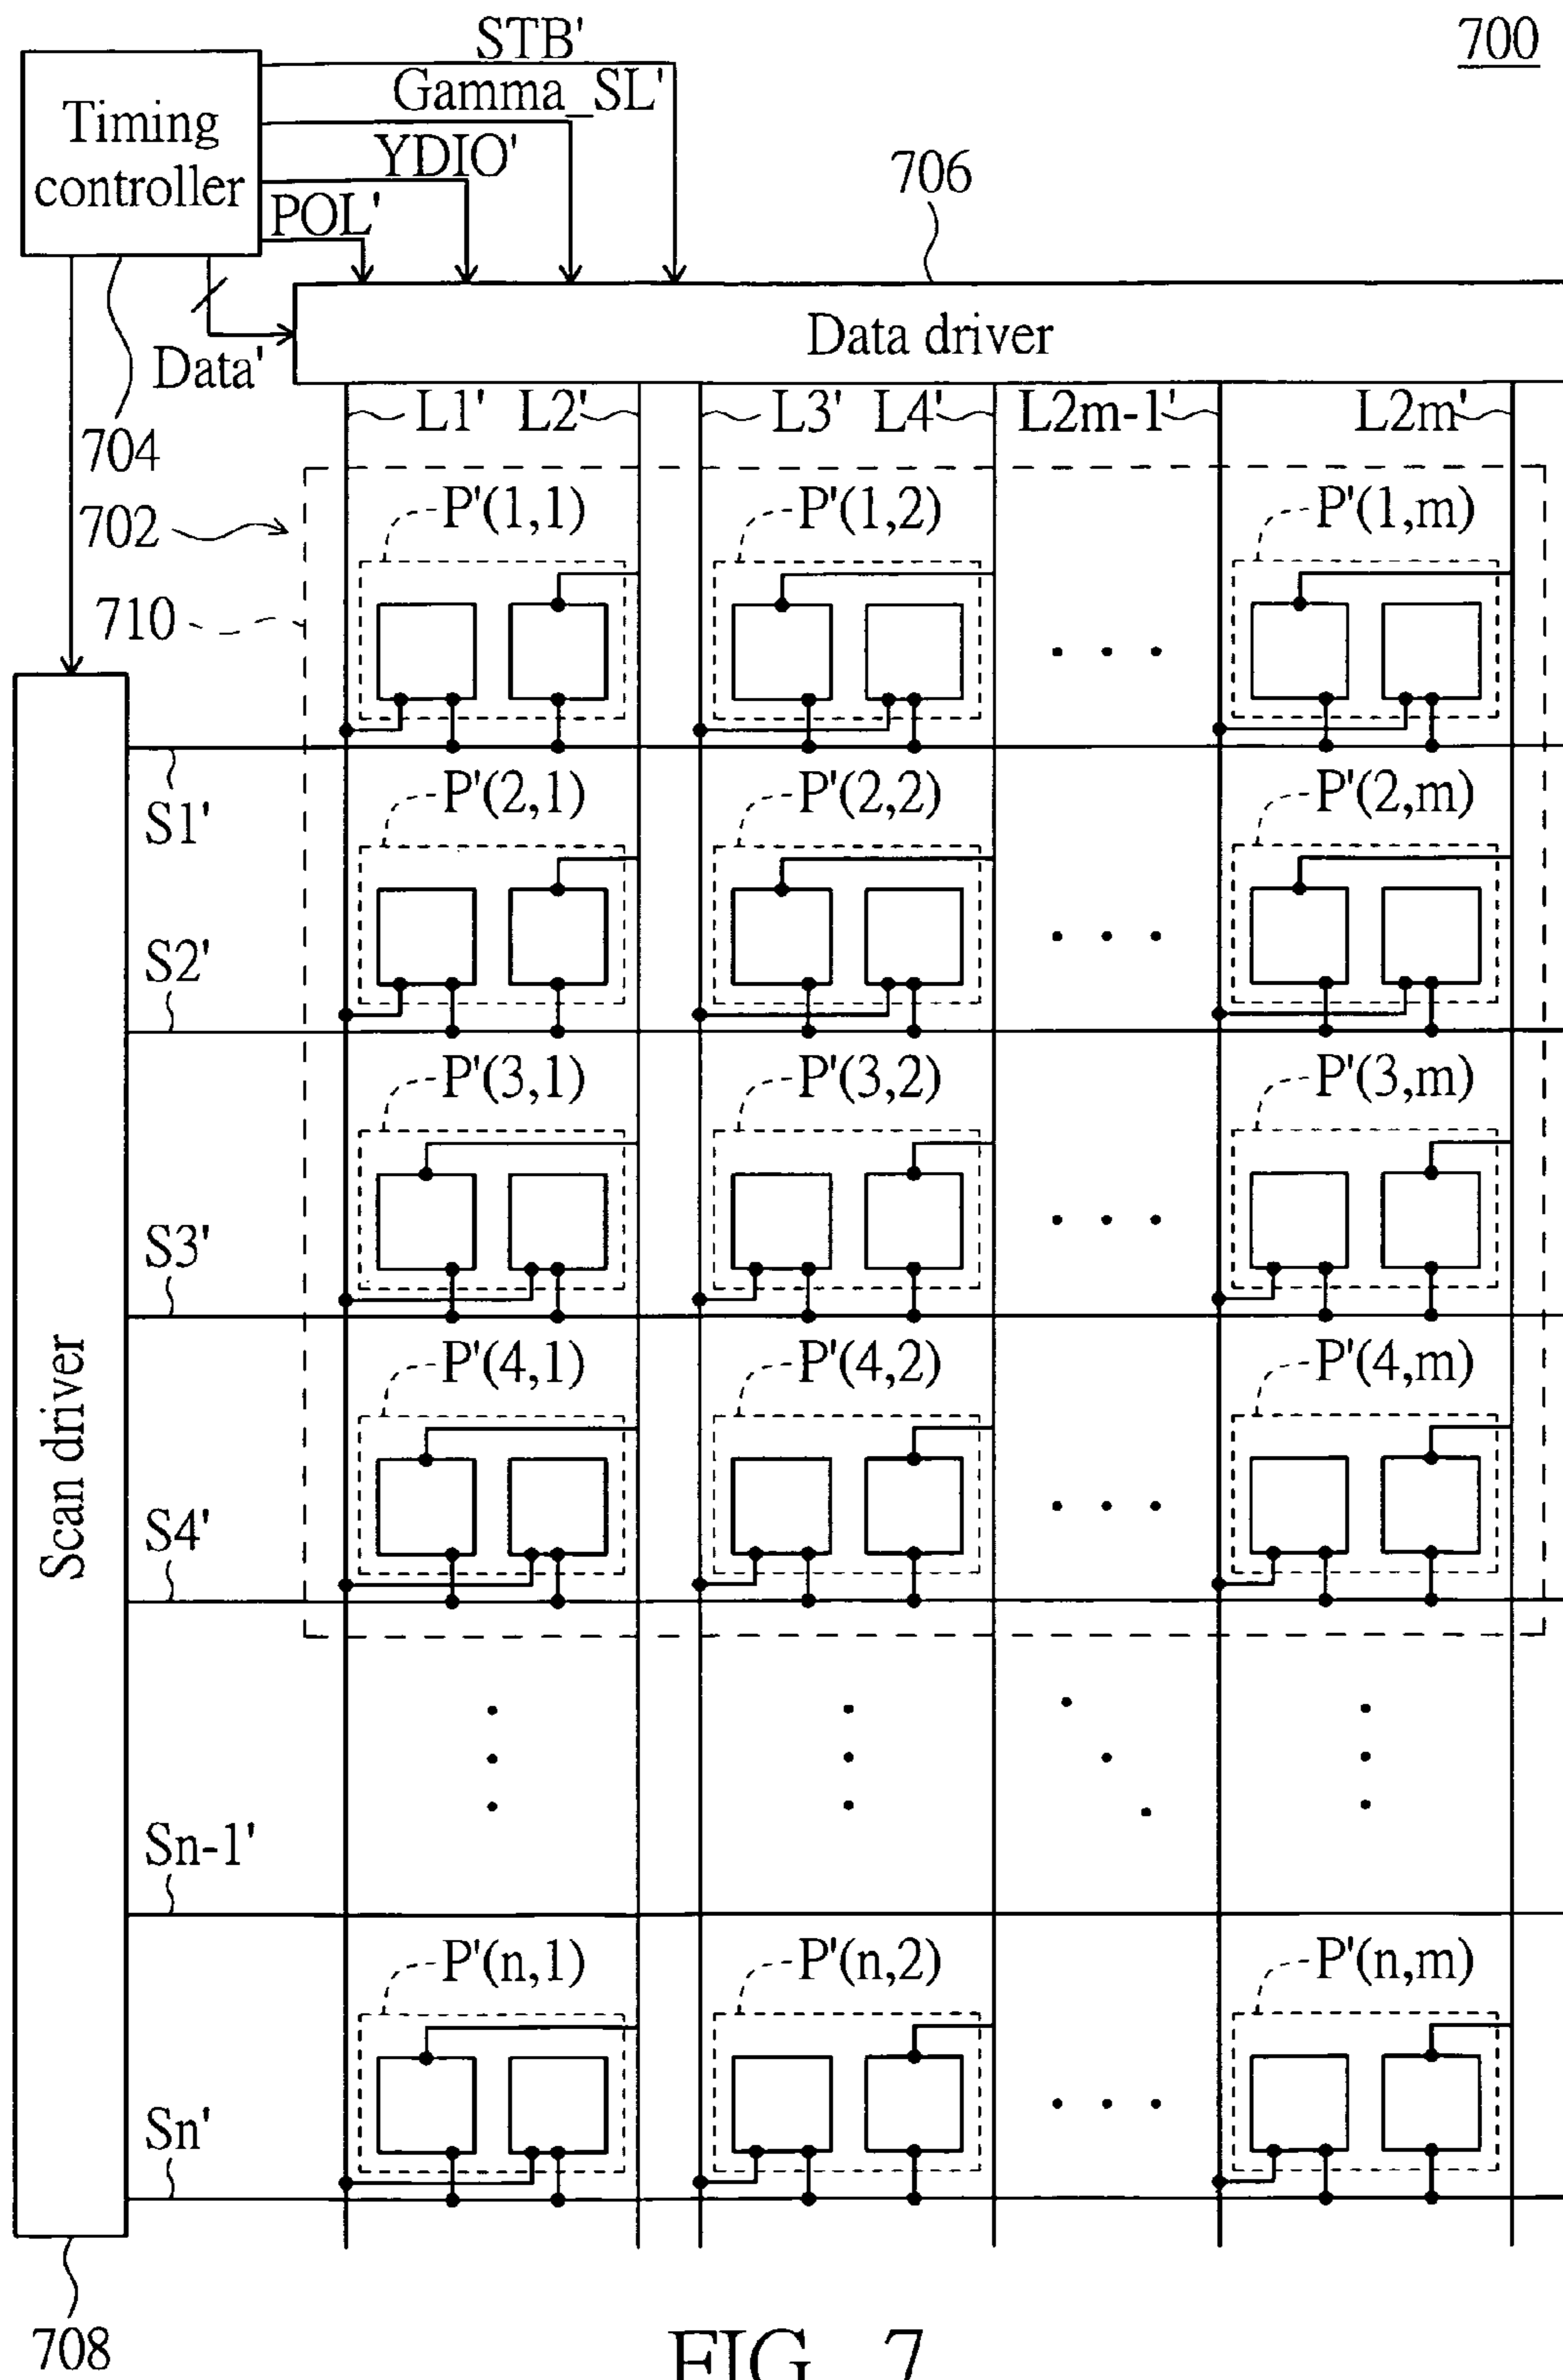 700
STB'
Gamma_SL'
YDIO'
POL'
Timing
controller
706
Data'
Data driver
704
L1' L2' L3' L4' L2m-1' L2m'
702
P'(1,1) P'(1,2) P'(1,m)
710
S1'
P'(2,1) P'(2,2) P'(2,m)
S2'
P'(3,1) P'(3,2) P'(3,m)
S3'
P'(4,1) P'(4,2) P'(4,m)
S4'
Scan driver
Sn-1'
P'(n,1) P'(n,2) P'(n,m)
Sn'
708
FIG. 7